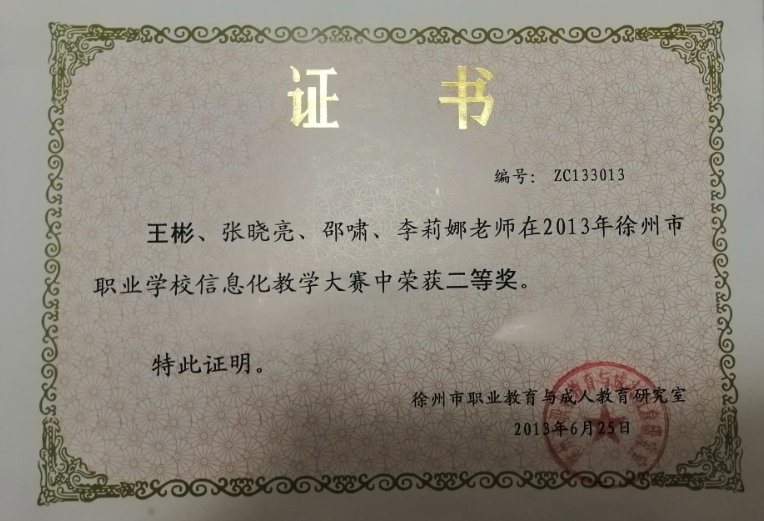 证 书
编号: ZC133013
王彬、张晓亮、邵啸、李莉娜老师在2013年徐州市
职业学校信息化教学大赛中荣获二等奖。
特此证明。
徐州市职业教育与成人教育研究室
2013年6月25日